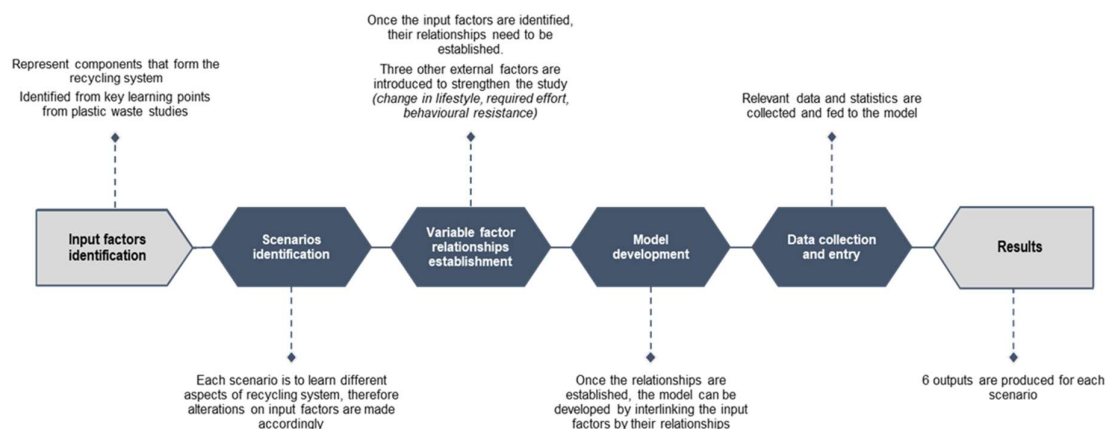 Represent components that form the
recycling system
Identified from key learning points
from plastic waste studies
Once the input factors are identified,
their relationships need to be
established.
Three other external factors are
introduced to strengthen the study
(change in lifestyle, required effort,
behavioural resistance)
Relevant data and statistics are
collected and fed to the model
Input factors
identification
Scenarios
identification
Variable factor
relationships
establishment
Model
development
Data collection
and entry
Results
Each scenario is to learn different
aspects of recycling system, therefore
alterations on input factors are made
accordingly
Once the relationships are
established, the model can be
developed by interlinking the input
factors by their relationships
6 outputs are produced for each
scenario